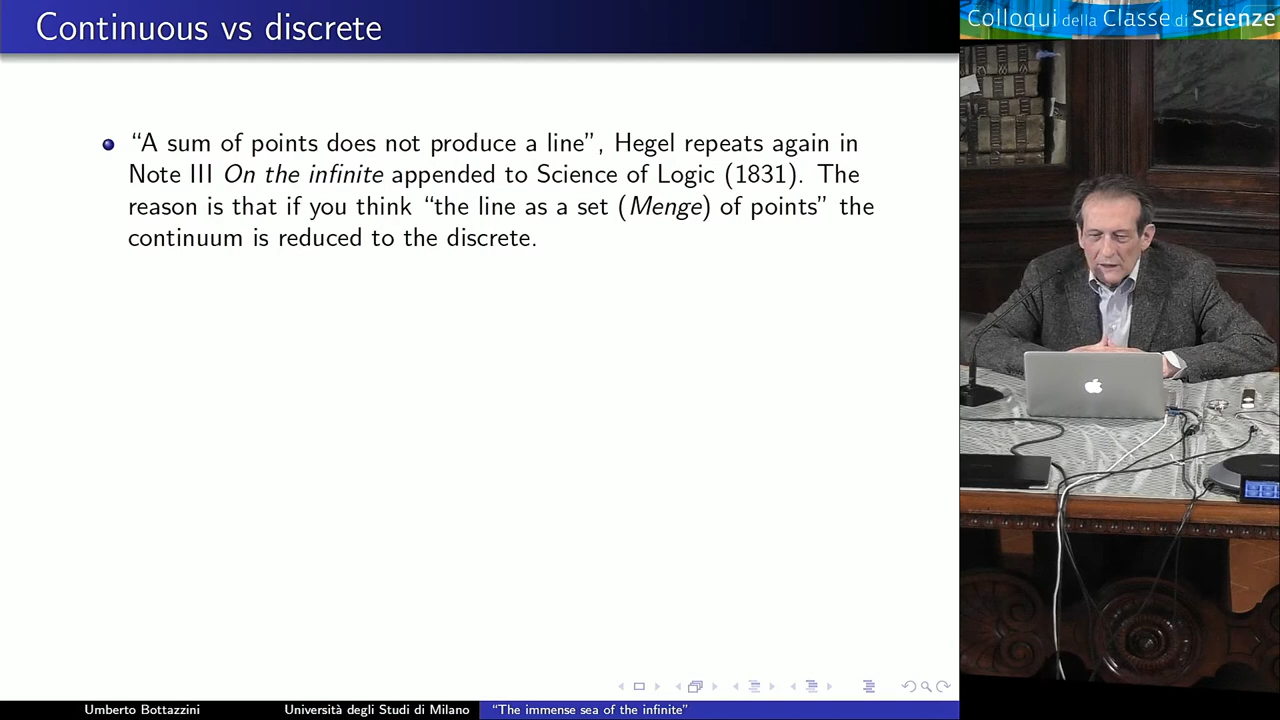 Continuous vs discrete
Colloqui della Classe di Scienze
“A sum of points does not produce a line”, Hegel repeats again in
Note III On the infinite appended to Science of Logic (1831). The
reason is that if you think “the line as a set (Menge) of points” the
continuum is reduced to the discrete.
Umberto Bottazzini Università degli Studi di Milano “The immense sea of the infinite”